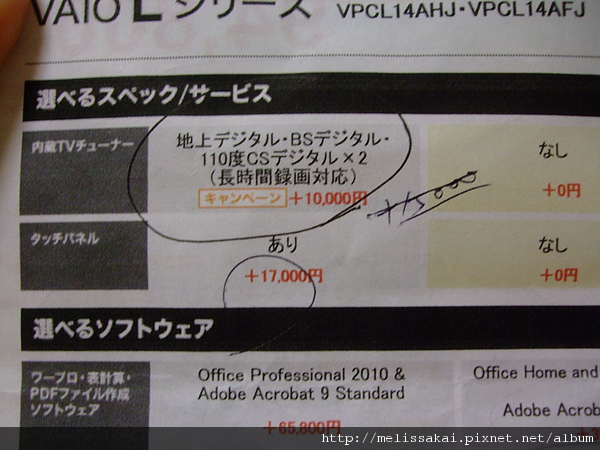 VAIO Lシリーズ VPCL14AHJ・VPCL14AFJ
選べるスペック/サービス
内蔵TVチューナー
地上デジタル・BSデジタル・
110度CSデジタル×2
(長時間録画対応)
キャンペーン +10,000円
なし
+0円
タッチパネル
あり
+17,000円
なし
+0円
選べるソフトウェア
ワープロ・表計算・
PDFファイル作成
ソフトウェア
Office Professional 2010 &
Adobe Acrobat 9 Standard
+65,800円
Office Home and
Adobe Acrob
http://melissakai.pixnet.net/album